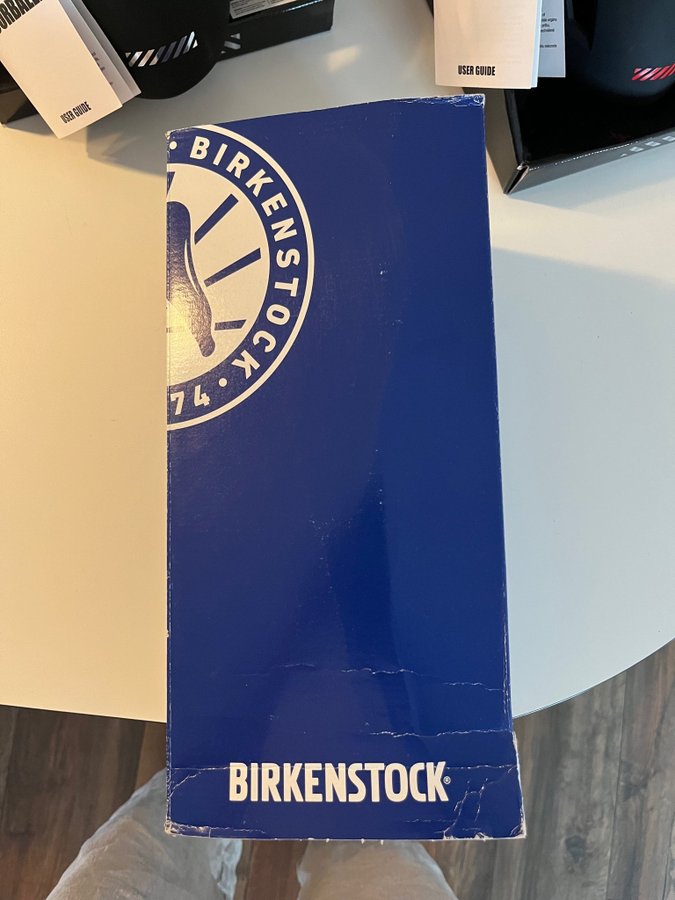 USER GUIDE
USER GUIDE
· BIRKENSTOCK · 
74
BIRKENSTOCK®